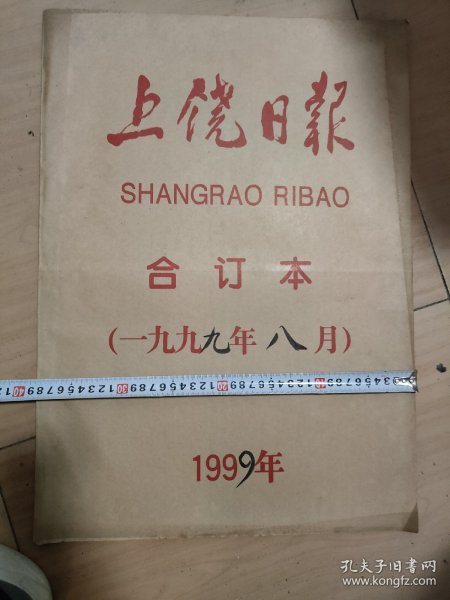 上饶日報
SHANGRAO RIBAO
合订本
(一九九九年八月)
1999年
孔夫子旧书网
www.kongfz.com